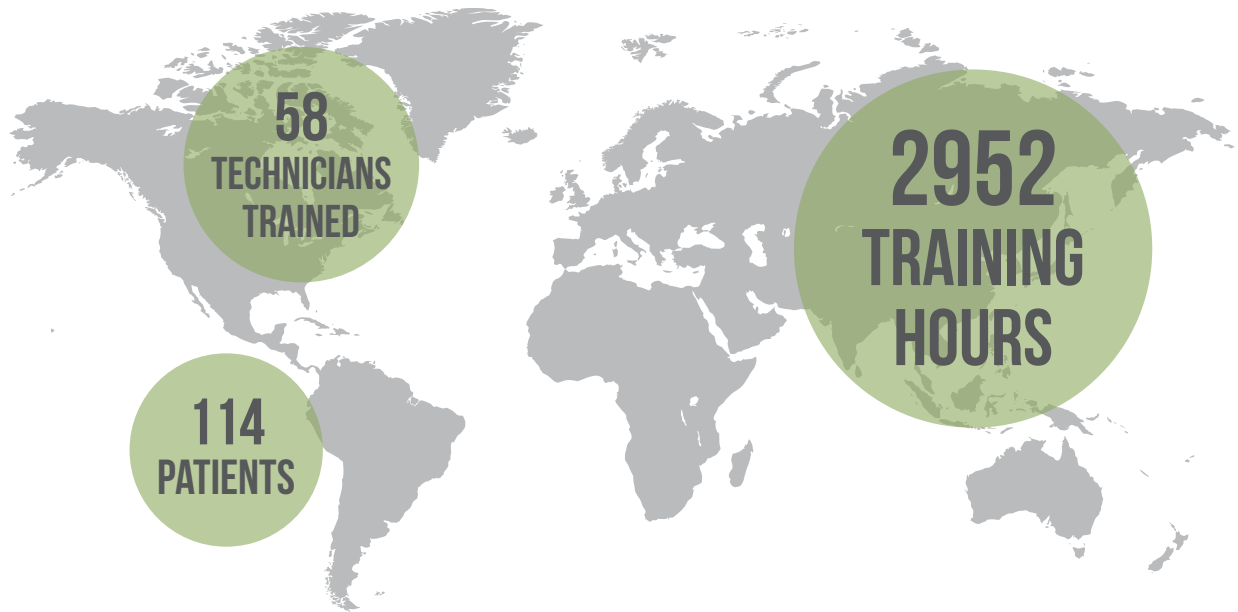 58
TECHNICIANS
TRAINED
2952
TRAINING
HOURS
114
PATIENTS